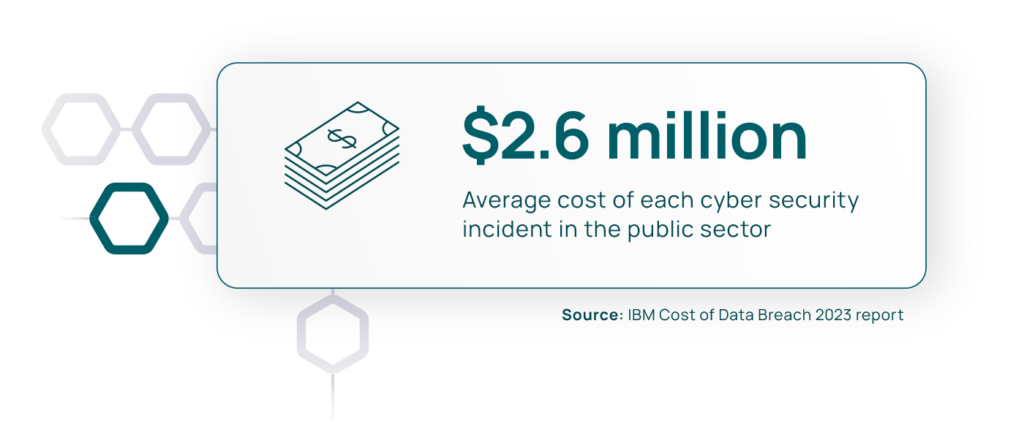 $
$2.6 million
Average cost of each cyber security
incident in the public sector
Source: IBM Cost of Data Breach 2023 report